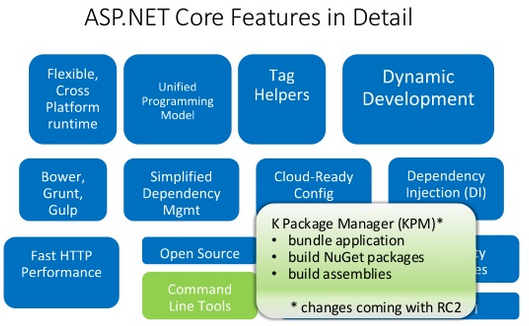 ASP.NET Core Features in Detail
Flexible,
Cross
Platform
runtime
Unified
Programming
Model
Tag
Helpers
Dynamic
Development
Bower,
Grunt,
Gulp
Simplified
Dependency
Mgmt
Cloud-Ready
Config
Dependency
Injection (DI)
Fast HTTP
Performance
Open Source
Command
Line Tools
K Package Manager (KPM)*
• bundle application
• build NuGet packages
• build assemblies
* changes coming with RC2